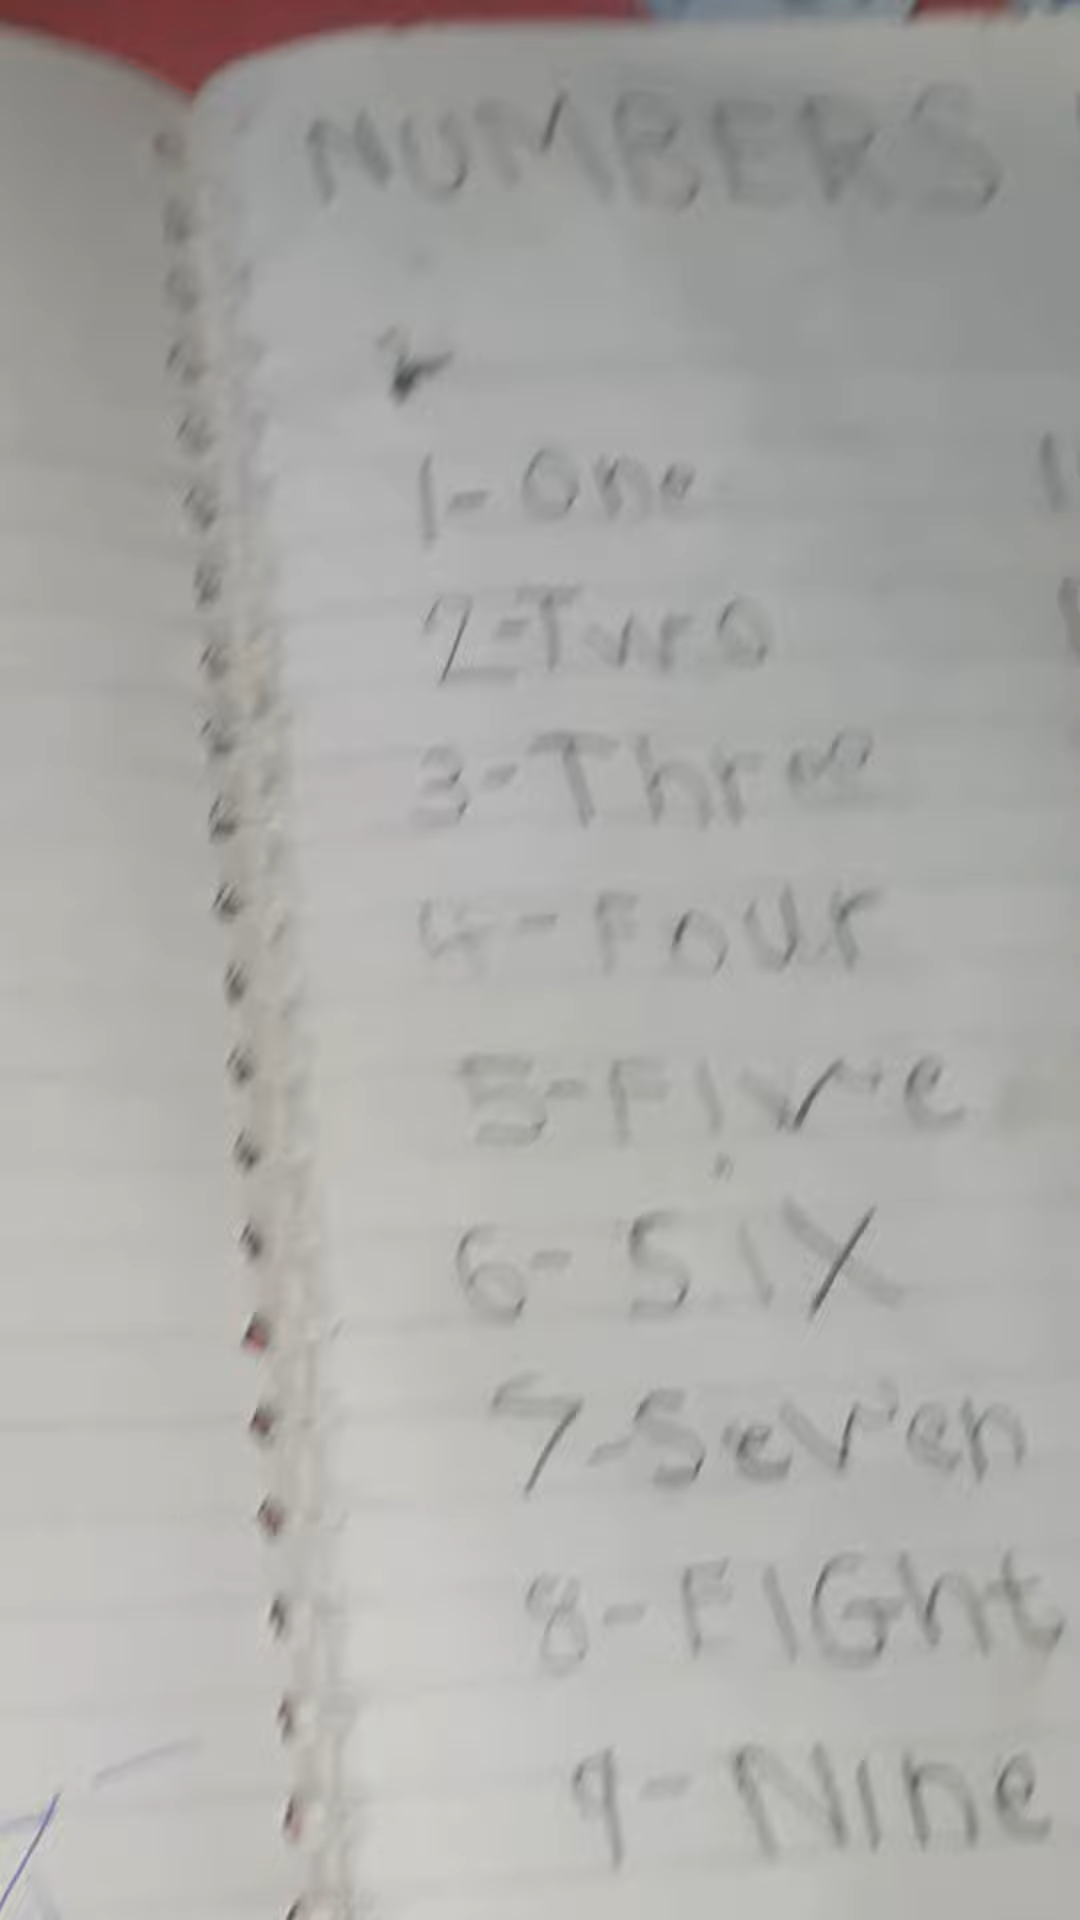 NUMBERS
1-One
2-Two
3-Three
4-Four
5-Five
6-SIX
7-Seven
8-EIGht
9-NINe